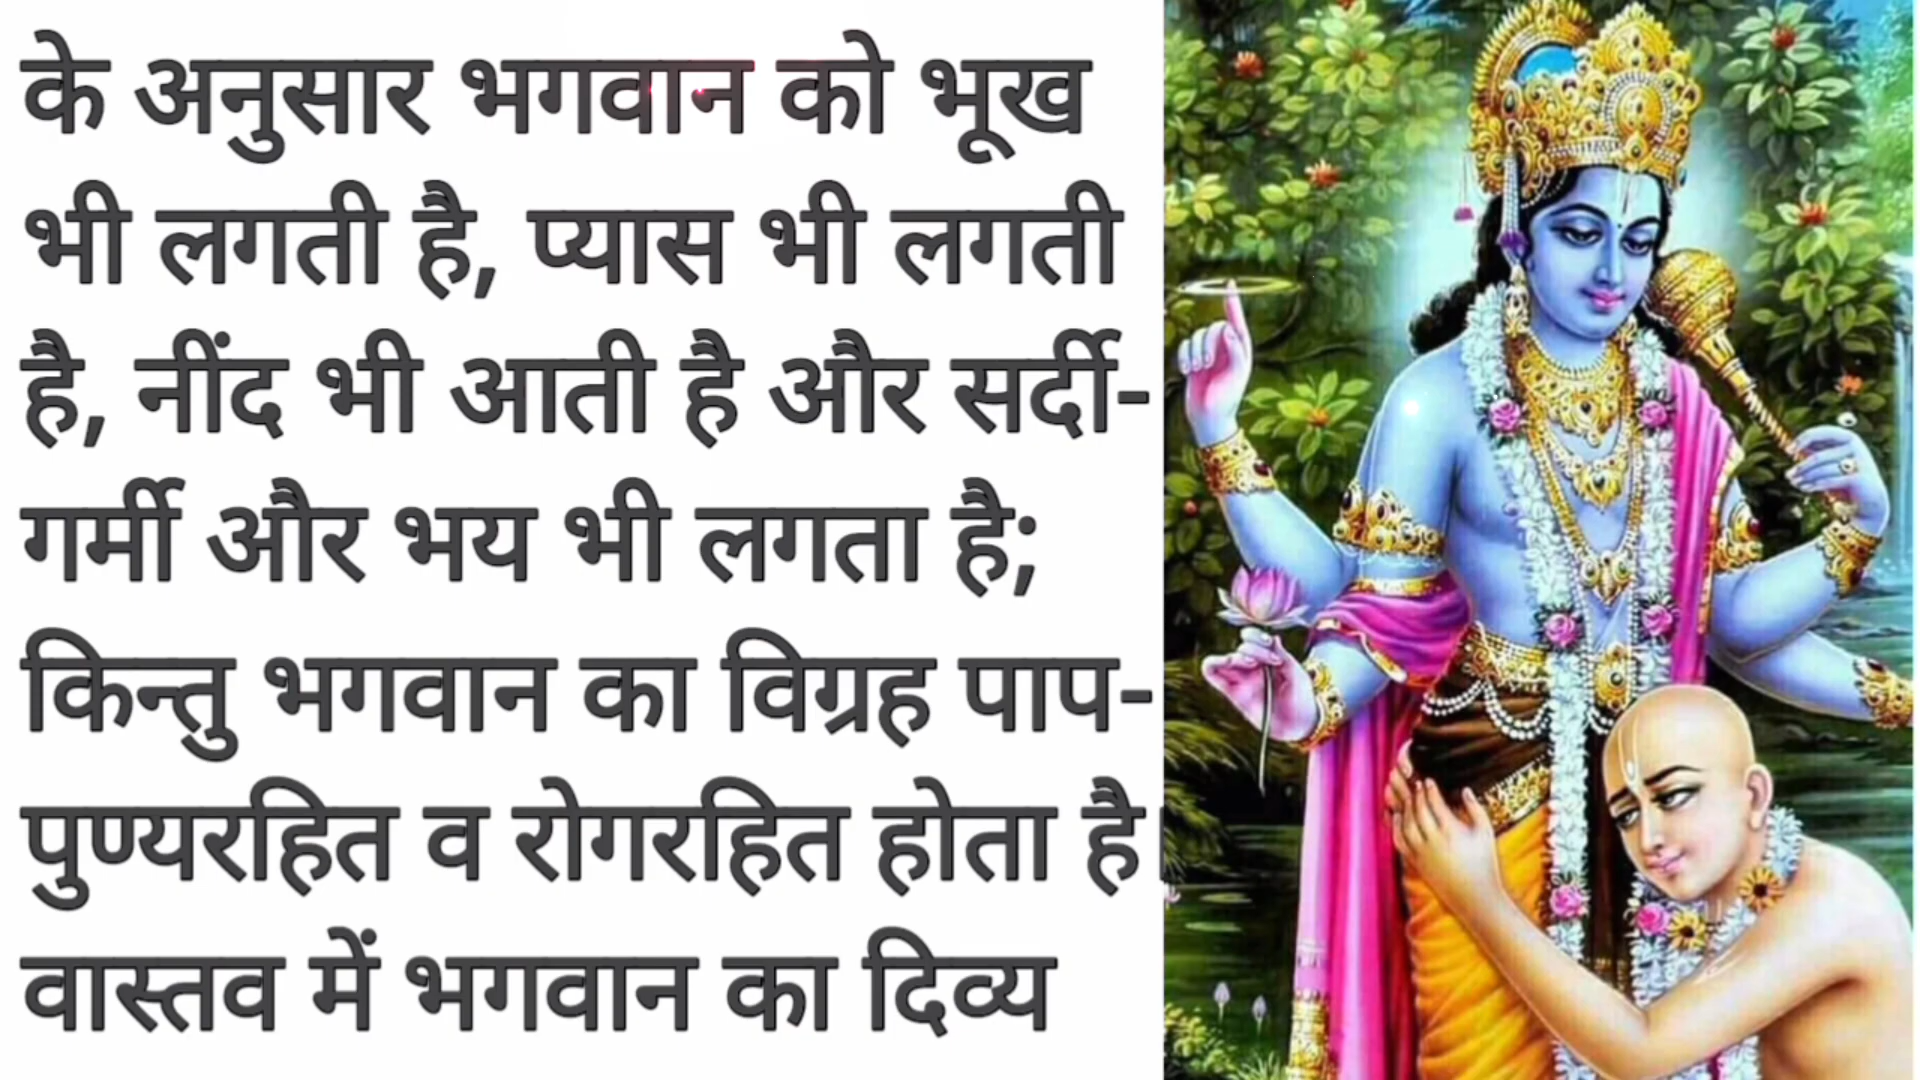 के अनुसार भगवान को भूख
भी लगती है, प्यास भी लगती
है, नींद भी आती है और सर्दी-
गर्मी और भय भी लगता है;
किन्तु भगवान का विग्रह पाप-
पुण्यरहित व रोगरहित होता है।
वास्तव में भगवान का दिव्य